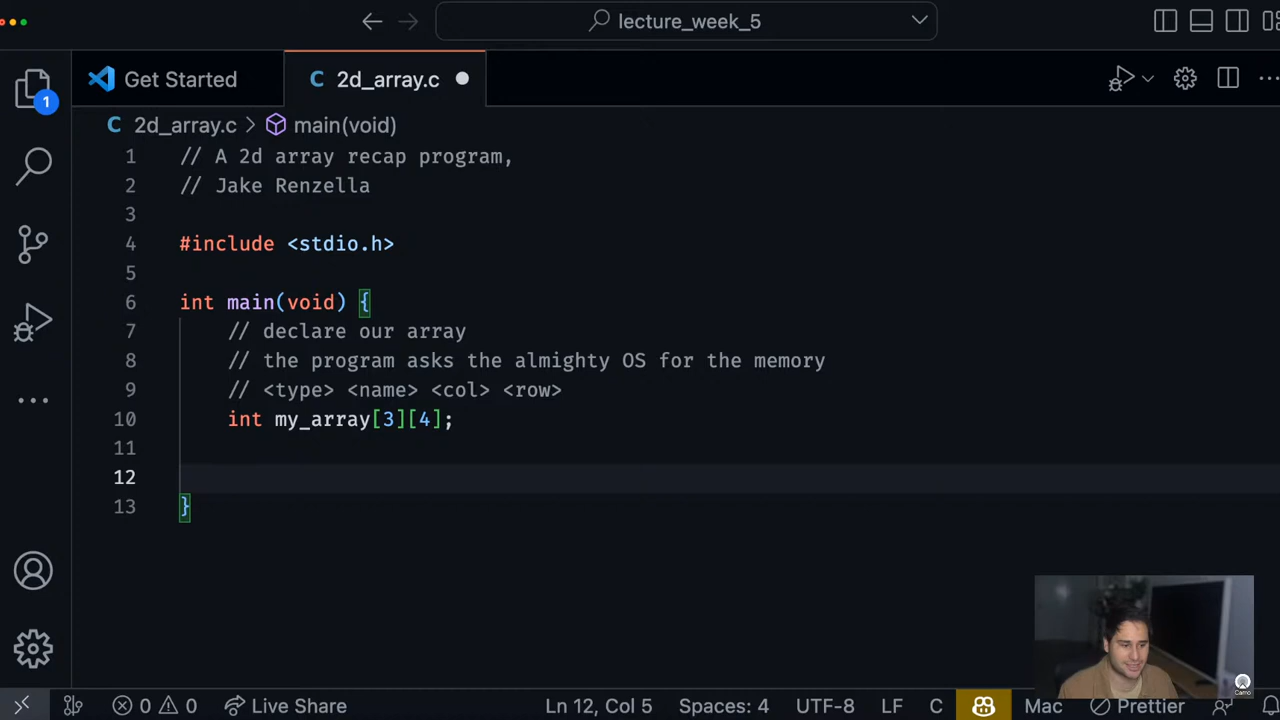 lecture_week_5
Get Started
C 2d_array.c
1
C 2d_array.c > main(void)
1 // A 2d array recap program,
2 // Jake Renzella
3
4 #include <stdio.h>
5
6 int main(void) {
7 // declare our array
8 // the program asks the almighty OS for the memory
9 // <type> <name> <col> <row>
10 int my_array[3][4];
11
12
13 }
Camo
0 0 Live Share Ln 12, Col 5 Spaces: 4 UTF-8 LF C Mac Prettier